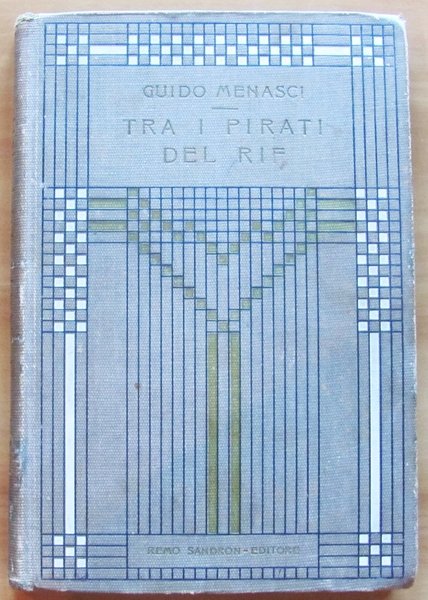 GUIDO MENASCI
TRA I PIRATI
DEL RIF
REMO SANDRON-EDITORE